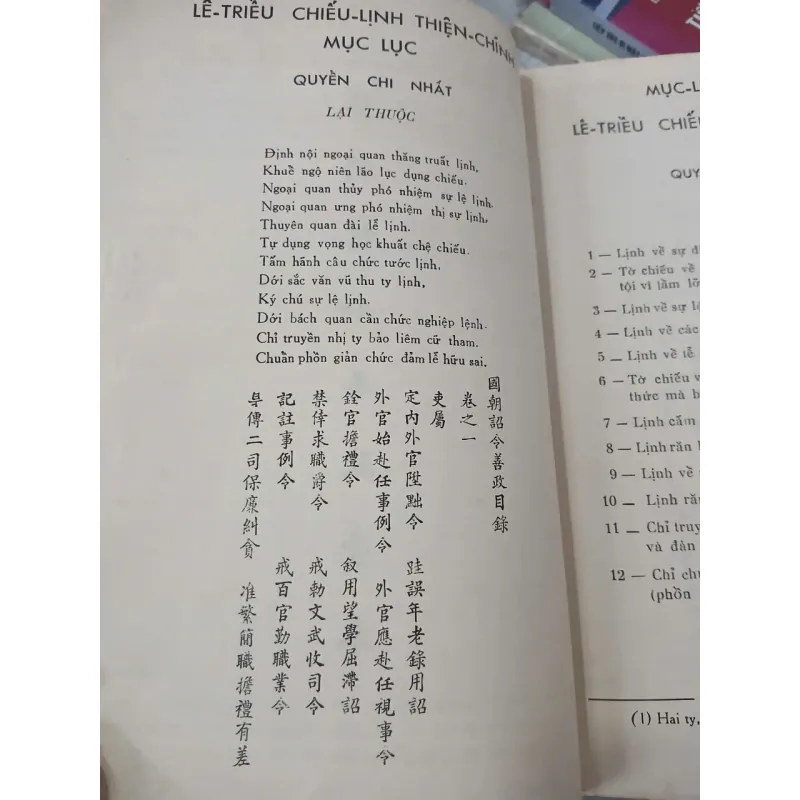 LÊ-TRIỀU CHIẾU-LỊNH THIỆN-CHÍNH
MỤC LỤC
QUYỀN CHI NHẤT
LẠI THUỘC
Định nội ngoại quan thăng truất lịnh,
Khuê ngộ niên lão lục dụng chiếu.
Ngoại quan thủy phó nhiệm sự lệ lịnh.
Ngoại quan ưng phó nhiệm thị sự lịnh,
Thuyên quan đài lễ lịnh.
Tự dụng vọng học khuất chệ chiếu.
Tấm hãnh câu chức tước lịnh,
Dới sắc văn vũ thu ty lịnh,
Ký chú sự lệ lịnh.
Dới bách quan cần chức nghiệp lệnh.
Chỉ truyền nhị ty bảo liêm cữ tham.
Chuẩn phồn giản chức đảm lễ hữu sai.
國朝詔令善政目錄
卷之一
吏屬
定內外官陞黜令 註誤年老錄用詔
外官始赴任事例令 外官應赴任視事令
銓官擔禮令 叙用望學屈滯詔
禁倖求職爵令 戒勅文武收司令
記註事例令 戒百官勤職業令
傳二司保廉糾貪 准繁簡職擔禮有差
MỤC-L
LÊ-TRIỀU CHIẾU
QUY
1 — Lịnh về sự đ
2 — Tờ chiếu về
tội vì lầm lỡ
3 — Lịnh về sự lệ
4 — Lịnh về các
5 — Lịnh về lễ
6 — Tờ chiếu v
thức mà b
7 — Lịnh cấm
8 — Lịnh răn
9 — Lịnh về
10 — Lịnh răn
11 — Chỉ truy
và đàn
12 — Chỉ ch
(phồn
(1) Hai ty,